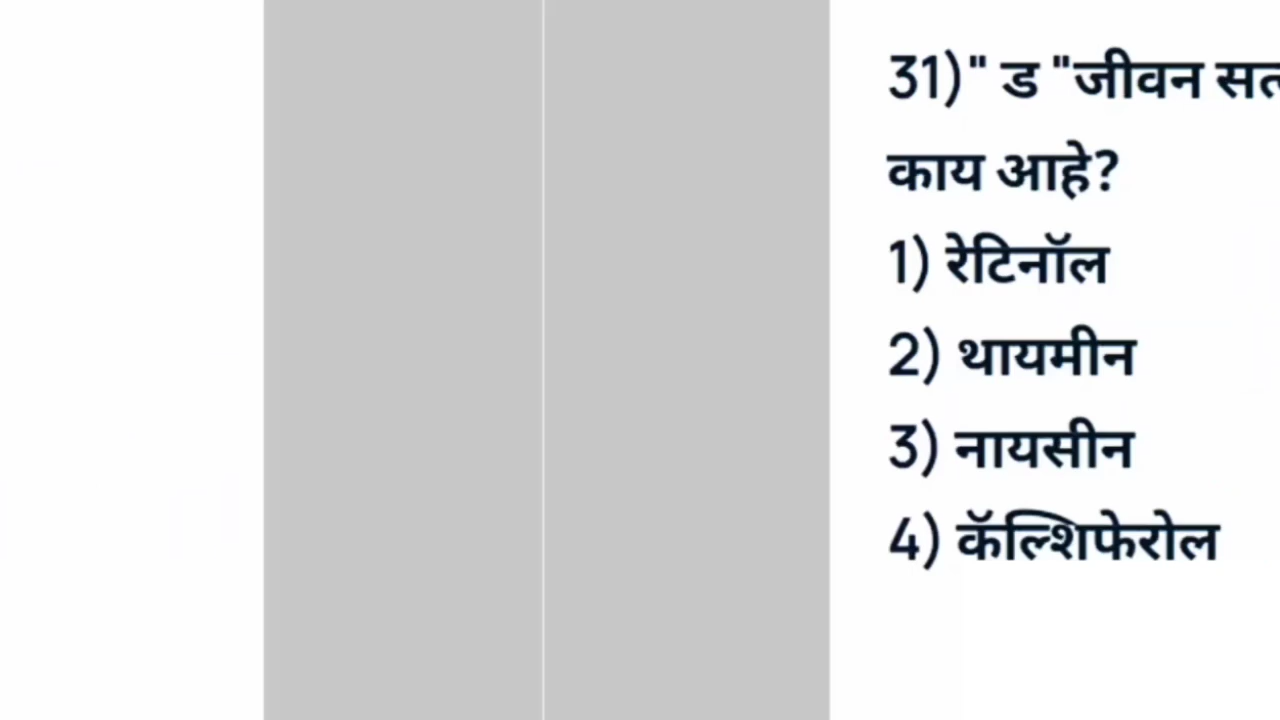 31)" ड "जीवन
काय आहे?
1) रेटिनॉल
2) थायमीन
3) नायसीन
4) कॅल्शिफेरोल